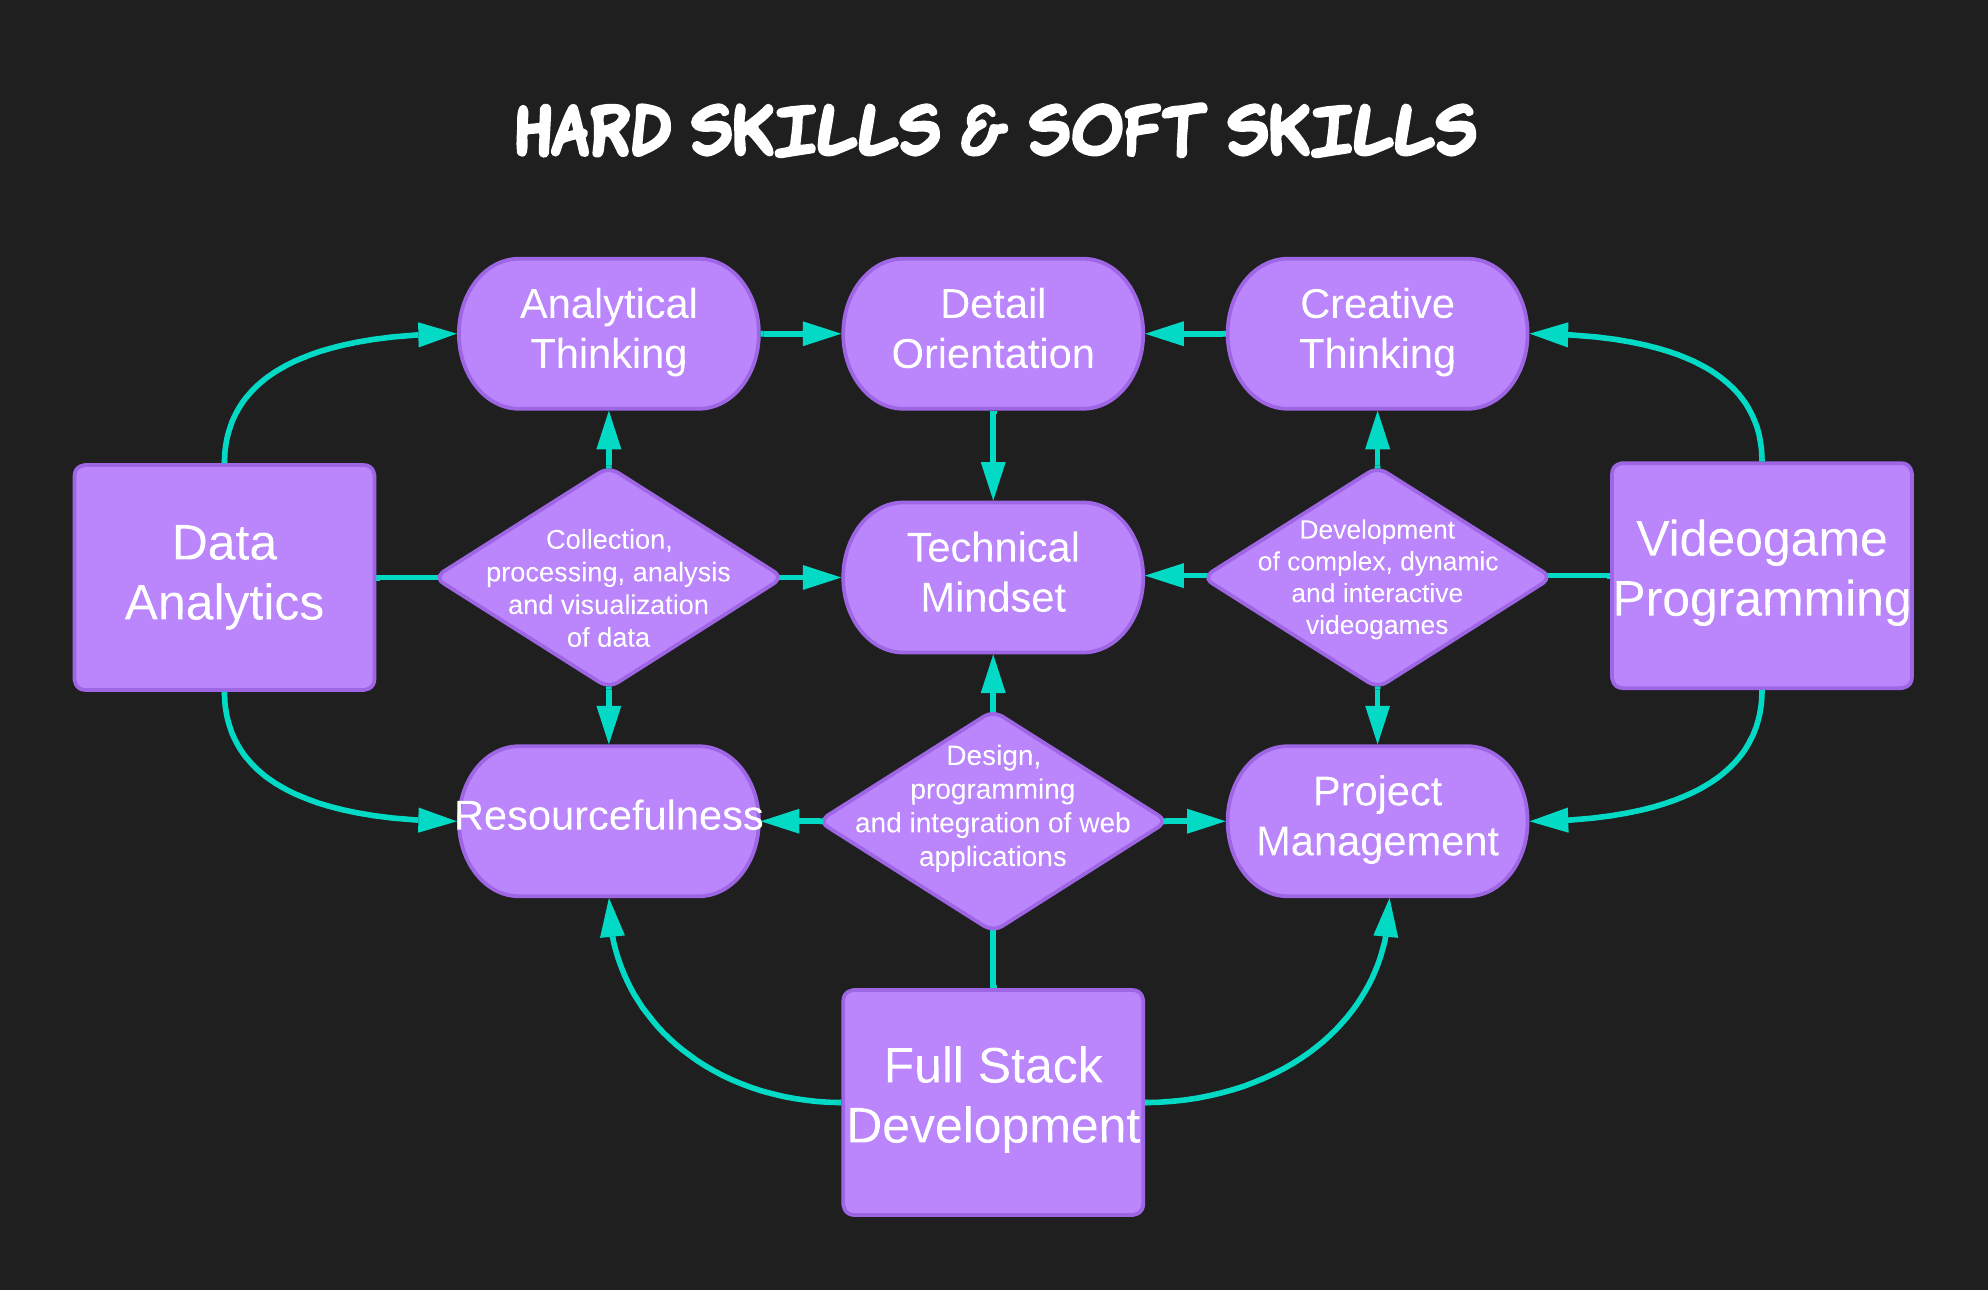 HARD SKILLS & SOFT SKILLS
Analytical
Thinking
Detail
Orientation
Creative
Thinking
Data
Analytics
Collection,
processing, analysis
and visualization
of data
Technical
Mindset
Development
of complex, dynamic
and interactive
videogames
Videogame
Programming
Resourcefulness
Design,
programming
and integration of web
applications
Project
Management
Full Stack
Development